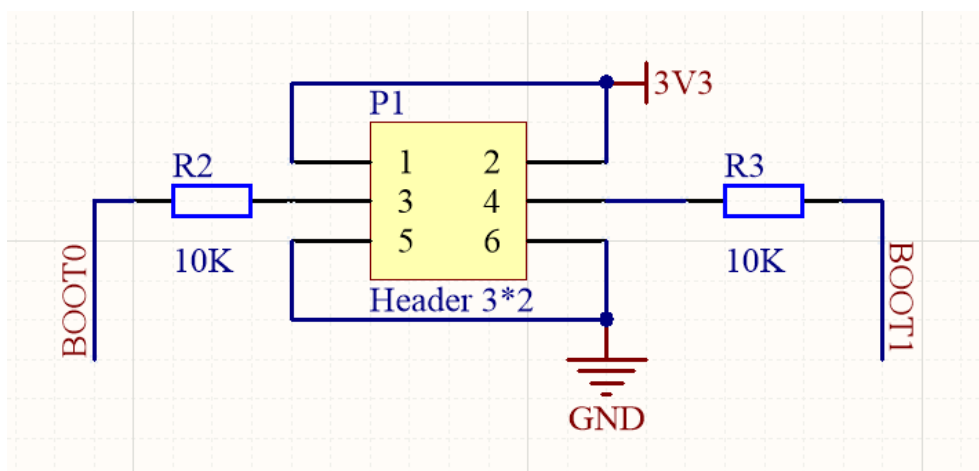 P1
3V3
R2
1 2
R3
3 4
10K
5 6
10K
BOOT0
BOOT1
Header 3*2
GND